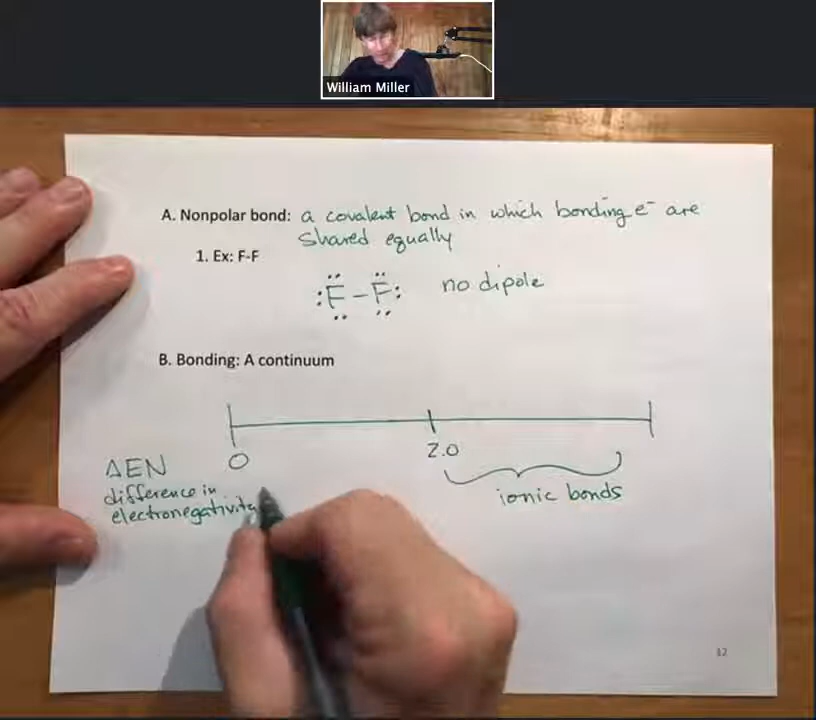 William Miller
A. Nonpolar bond: a covalent bond in which bonding e⁻ are
shared equally
1. Ex: F-F
:F̤̈ – F̤̈: no dipole
B. Bonding: A continuum
0 2.0
ΔEN
difference in
electronegativity
ionic bonds
12